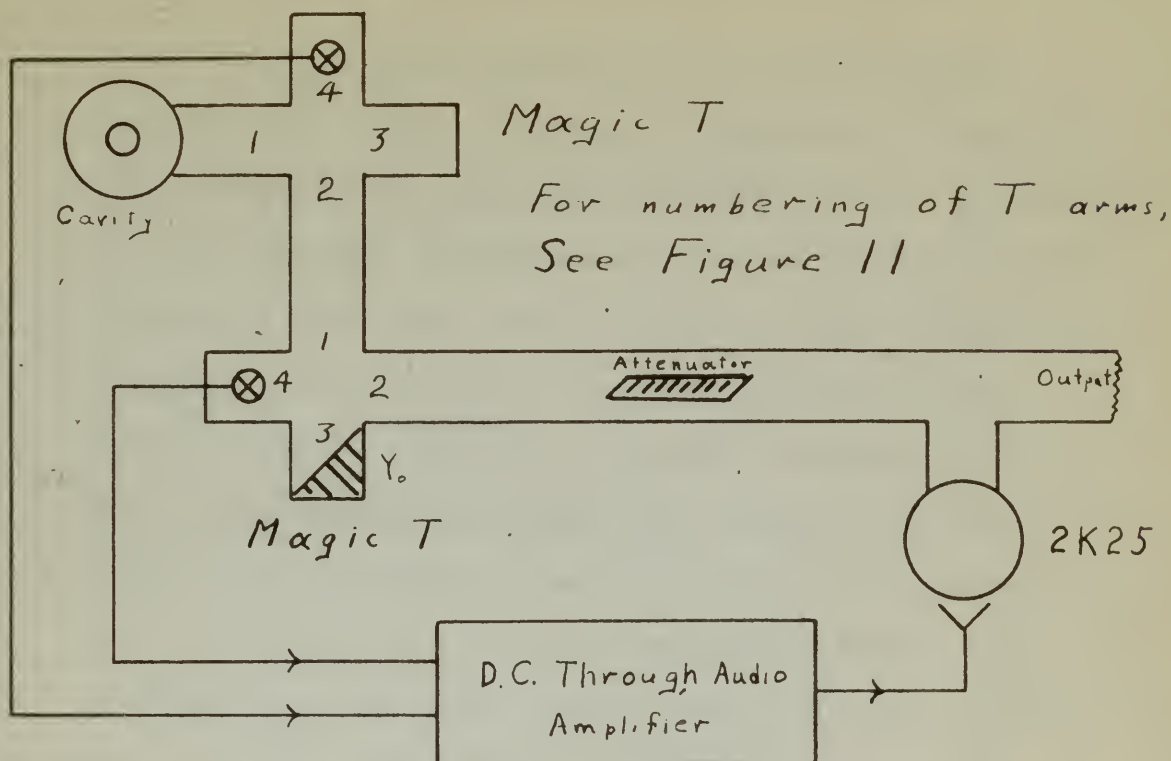 4
1
3
2
Cavity
Magic T
For numbering of T arms,
See Figure 11
1
4
2
3
Y₀
Attenuator
Output
Magic T
2K25
D.C. Through Audio
Amplifier